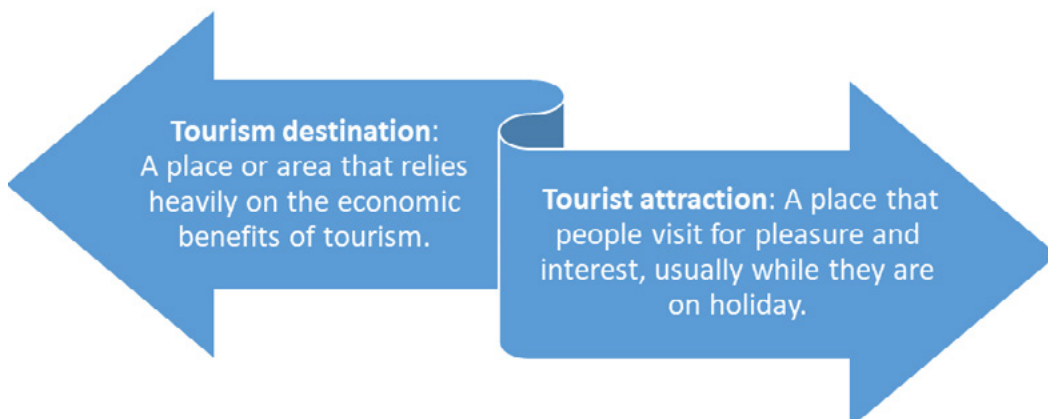 Tourism destination:
A place or area that relies
heavily on the economic
benefits of tourism.
Tourist attraction: A place that
people visit for pleasure and
interest, usually while they are
on holiday.